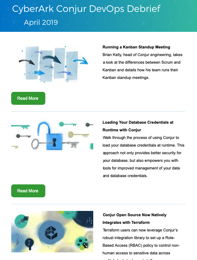 CyberArk Conjur DevOps Debrief
April 2019
Running a Kanban Standup Meeting
Brian Kelly, head of Conjur engineering, takes
a look at the differences between Scrum and
Kanban and details how his team runs their
Kanban standup meetings.
Read More
Loading Your Database Credentials at
Runtime with Conjur
Walk through the process of using Conjur to
load your database credentials at runtime. This
approach not only provides better security for
your database, but also empowers you with
tools for improved management of your data
and database credentials.
Read More
Conjur Open Source Now Natively
Integrates with Terraform
Terraform users can now leverage Conjur's
robust integration library to set up a Role-
Based Access (RBAC) policy to control non-
human access to sensitive data across